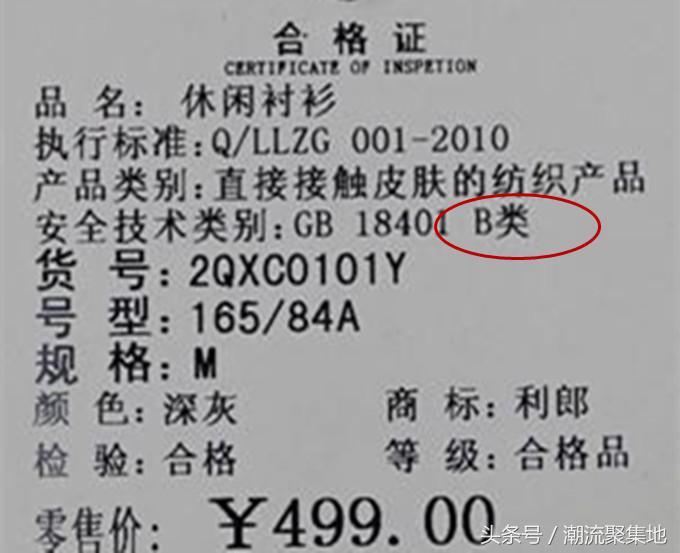 合格证
CERTIFICATE OF INSPETION
品 名: 休闲衬衫
执行标准:Q/LLZG 001-2010
产品类别:直接接触皮肤的纺织产品
安全技术类别:GB 18401 B类
货 号:2QXC0101Y
号 型:165/84A
规 格:M
颜 色:深灰 商 标:利郎
检 验:合格 等 级:合格品
零售价: ¥499.00
头条号 / 潮流聚集地